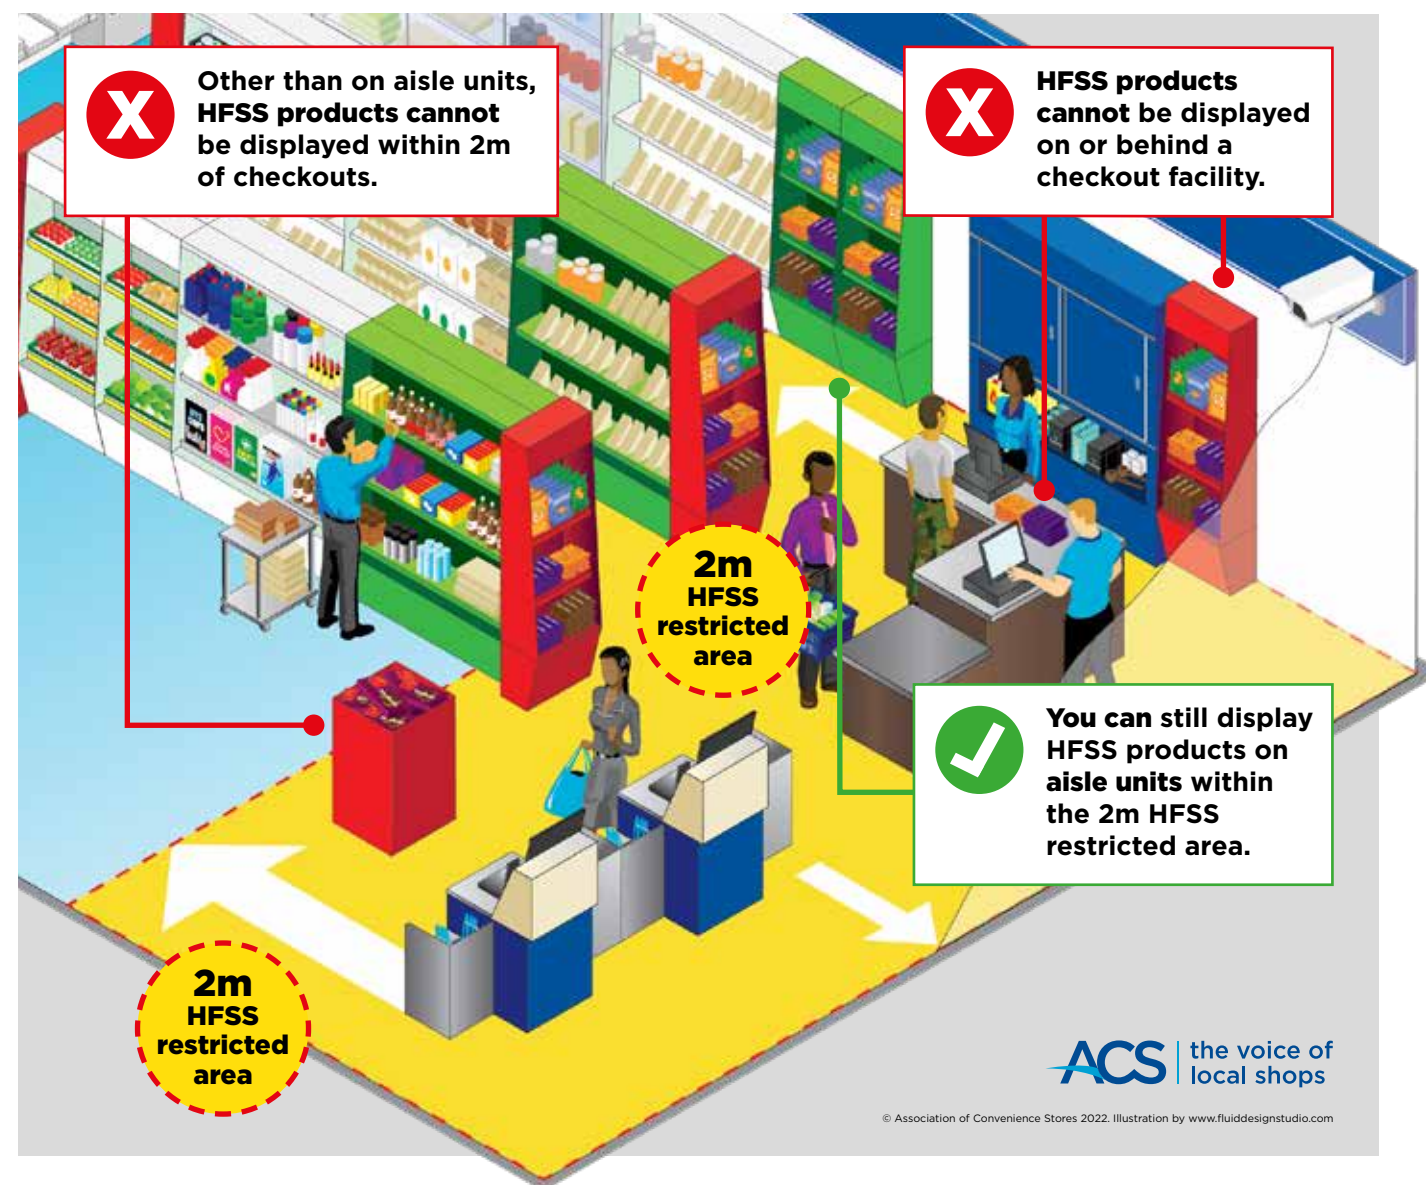 X
Other than on aisle units,
HFSS products cannot
be displayed within 2m
of checkouts.
X
HFSS products
cannot be displayed
on or behind a
checkout facility.
2m
HFSS
restricted
area
You can still display
HFSS products on
aisle units within
the 2m HFSS
restricted area.
2m
HFSS
restricted
area
ACS
the voice of
local shops
© Association of Convenience Stores 2022. Illustration by www.fluiddesignstudio.com